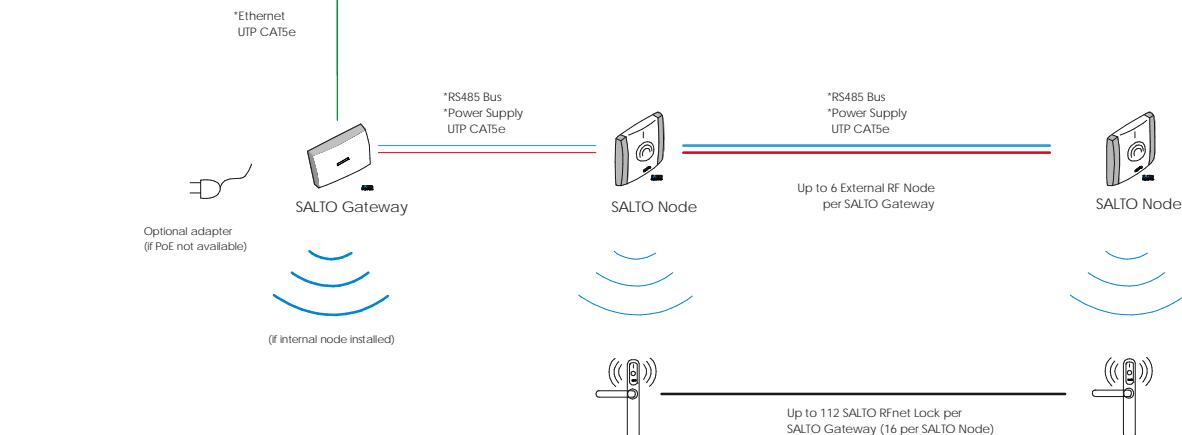 *Ethernet
UTP CAT5e
*RS485 Bus
*Power Supply
UTP CAT5e
*RS485 Bus
*Power Supply
UTP CAT5e
Up to 6 External RF Node
per SALTO Gateway
SALTO Gateway
SALTO Node
SALTO Node
Optional adapter
(if PoE not available)
(if internal node installed)
Up to 112 SALTO RFnet Lock per
SALTO Gateway (16 per SALTO Node)